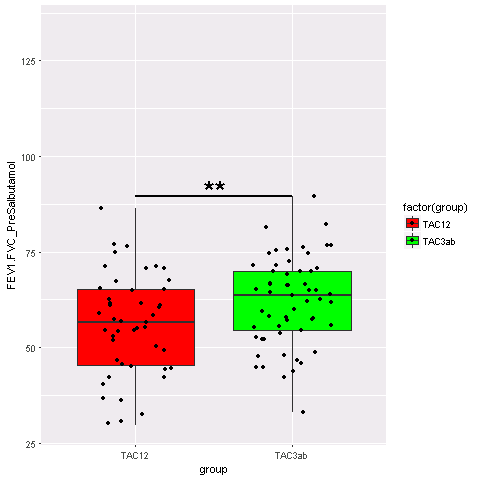 125
100
75
50
25
FEV1.FVC_PreSalbutamol
**
TAC12
TAC3ab
group
factor(group)
TAC12
TAC3ab